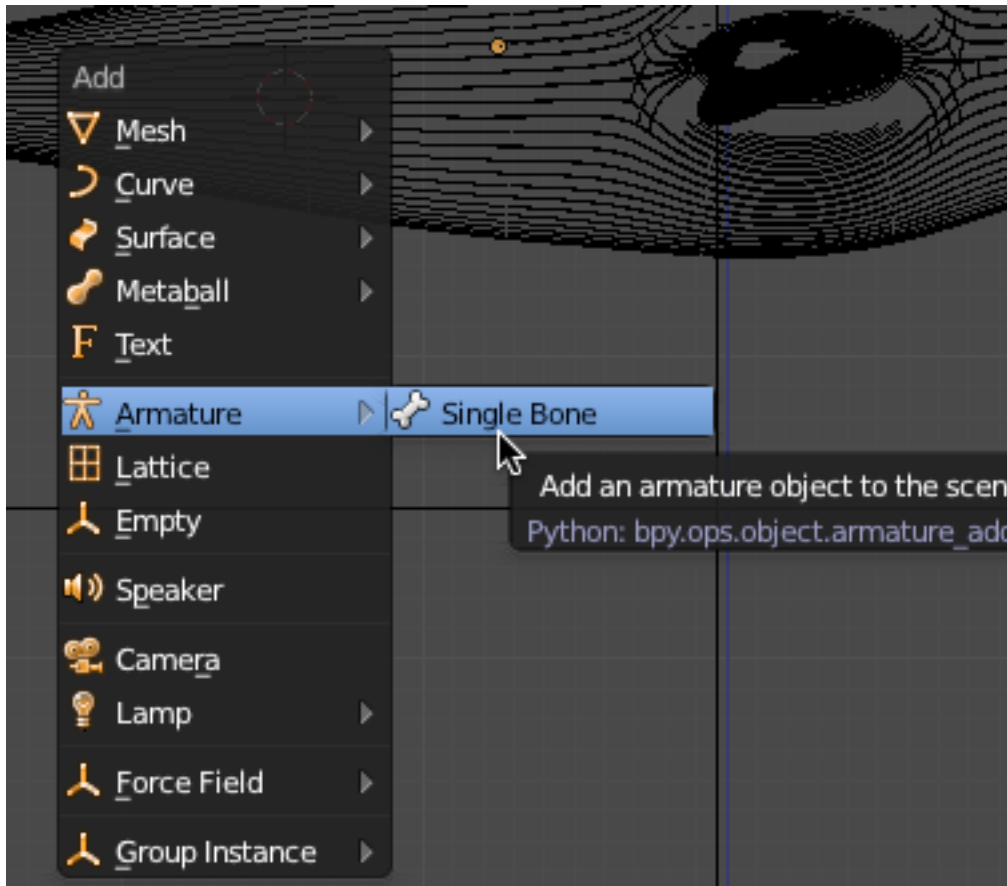 Add
Mesh
Curve
Surface
Metaball
Text
Armature
Single Bone
Lattice
Add an armature object to the scen
Empty
Python: bpy.ops.object.armature_add
Speaker
Camera
Lamp
Force Field
Group Instance